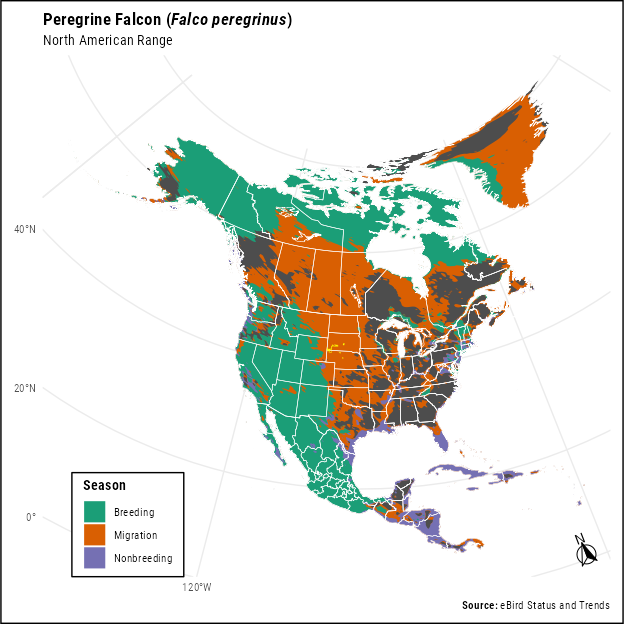 Peregrine Falcon (Falco peregrinus)
North American Range
40°N
20°N
0°
120°W
Season
Breeding
Migration
Nonbreeding
N
Source: eBird Status and Trends